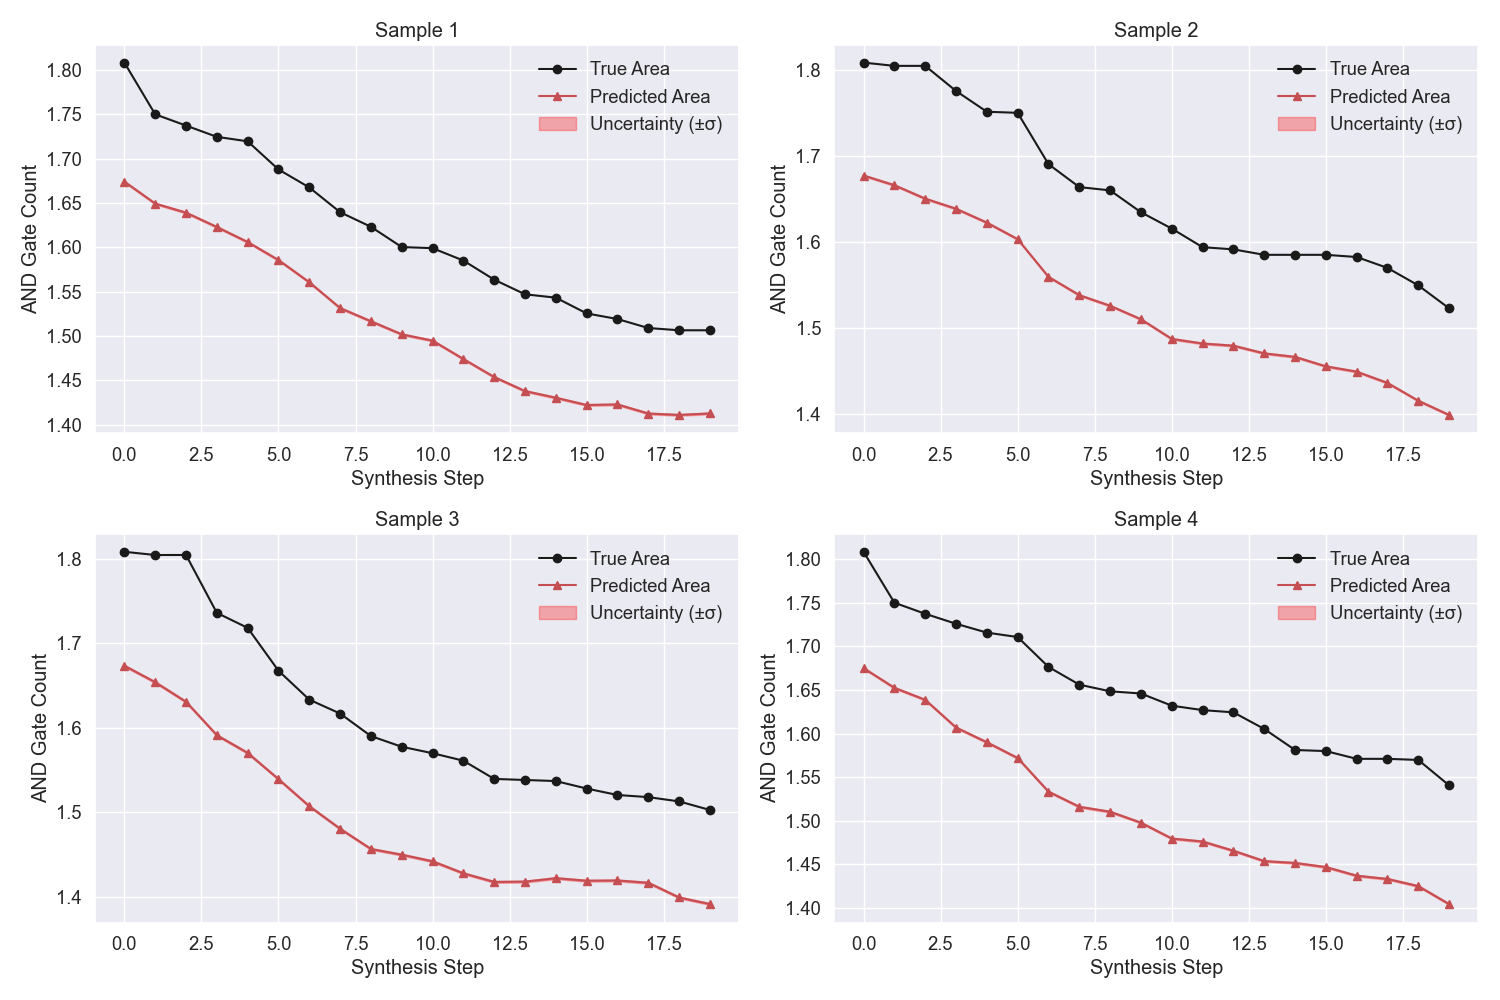 Sample 1
AND Gate Count
1.80
1.75
1.70
1.65
1.60
1.55
1.50
1.45
1.40
True Area
Predicted Area
Uncertainty (±σ)
0.0 2.5 5.0 7.5 10.0 12.5 15.0 17.5
Synthesis Step
Sample 2
AND Gate Count
1.8
1.7
1.6
1.5
1.4
True Area
Predicted Area
Uncertainty (±σ)
0.0 2.5 5.0 7.5 10.0 12.5 15.0 17.5
Synthesis Step
Sample 3
AND Gate Count
1.8
1.7
1.6
1.5
1.4
True Area
Predicted Area
Uncertainty (±σ)
0.0 2.5 5.0 7.5 10.0 12.5 15.0 17.5
Synthesis Step
Sample 4
AND Gate Count
1.80
1.75
1.70
1.65
1.60
1.55
1.50
1.45
1.40
True Area
Predicted Area
Uncertainty (±σ)
0.0 2.5 5.0 7.5 10.0 12.5 15.0 17.5
Synthesis Step